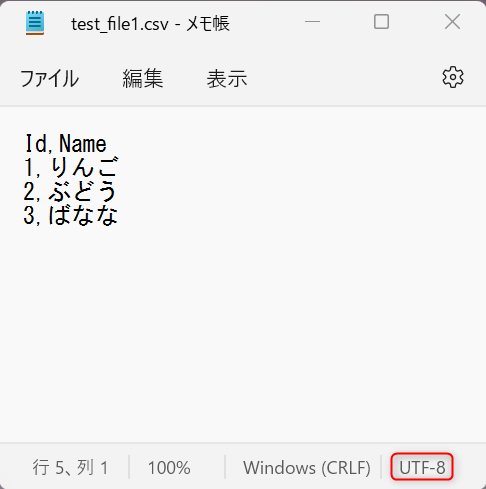 test_file1.csv - メモ帳
ファイル 編集 表示
Id,Name
1,りんご
2,ぶどう
3,ばなな
行 5、列 1 100% Windows (CRLF) UTF-8